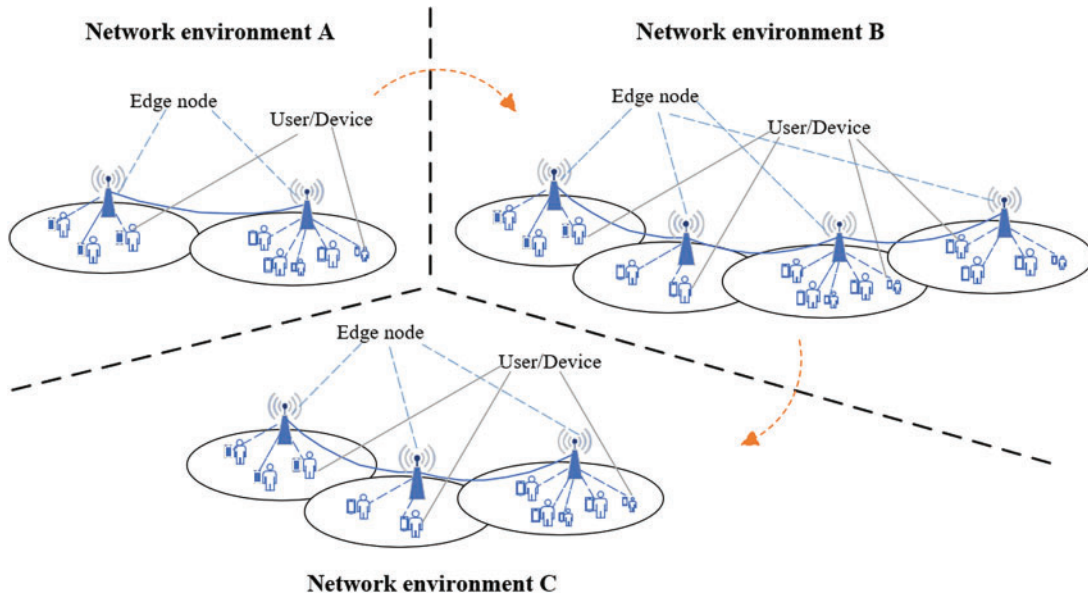 Network environment A
Edge node
User/Device
Network environment B
Edge node
User/Device
Edge node
User/Device
Network environment C